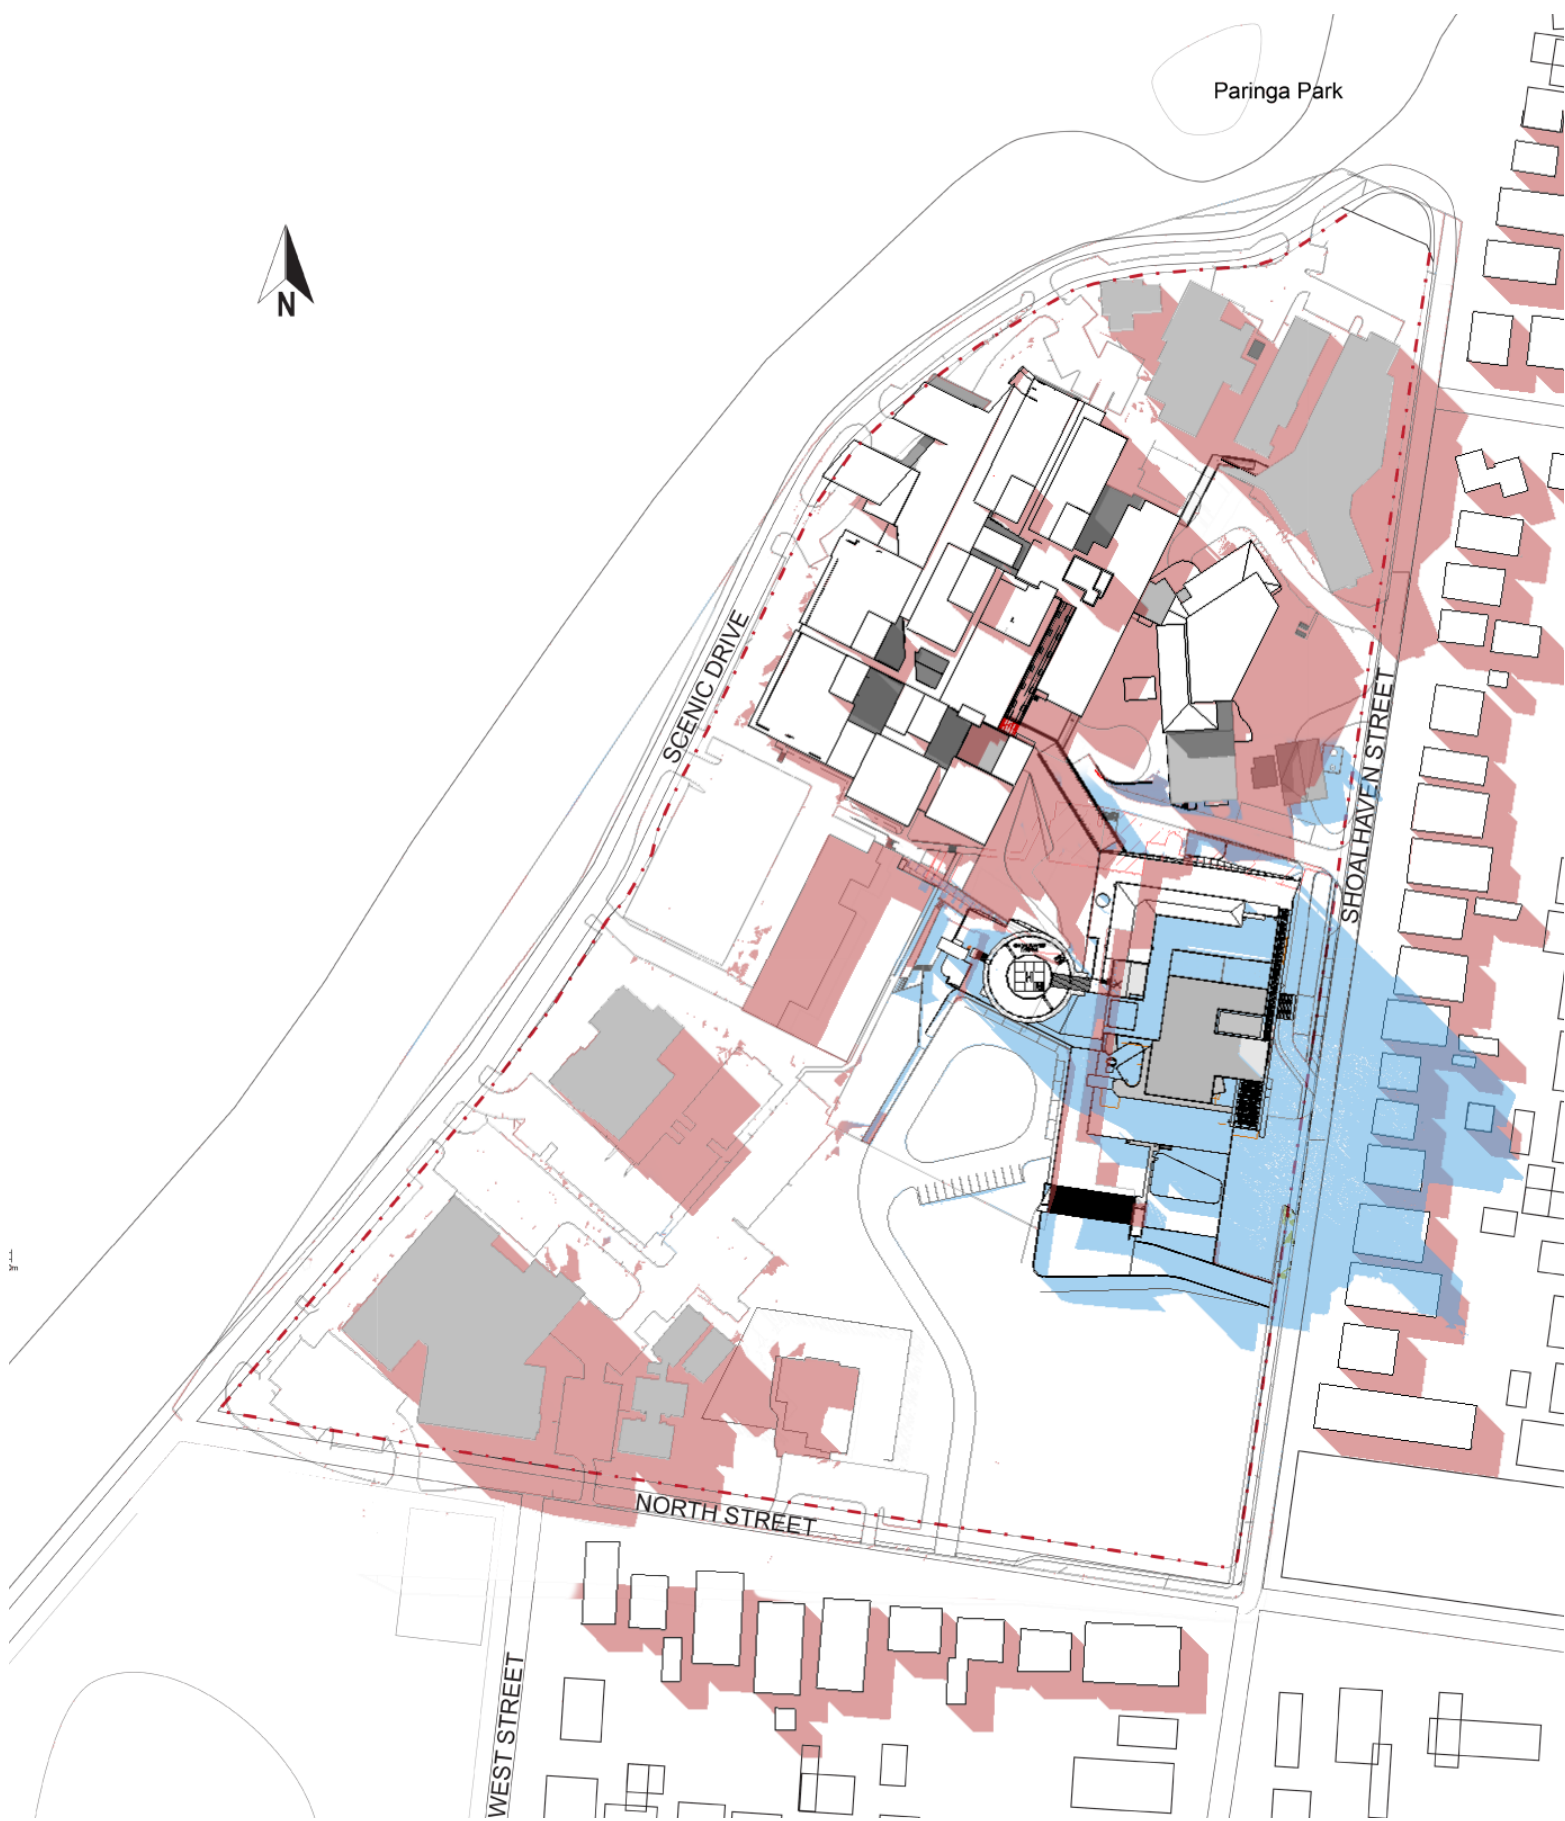 Paringa Park
N
SCENIC DRIVE
SHOALHAVEN STREET
NORTH STREET
WEST STREET